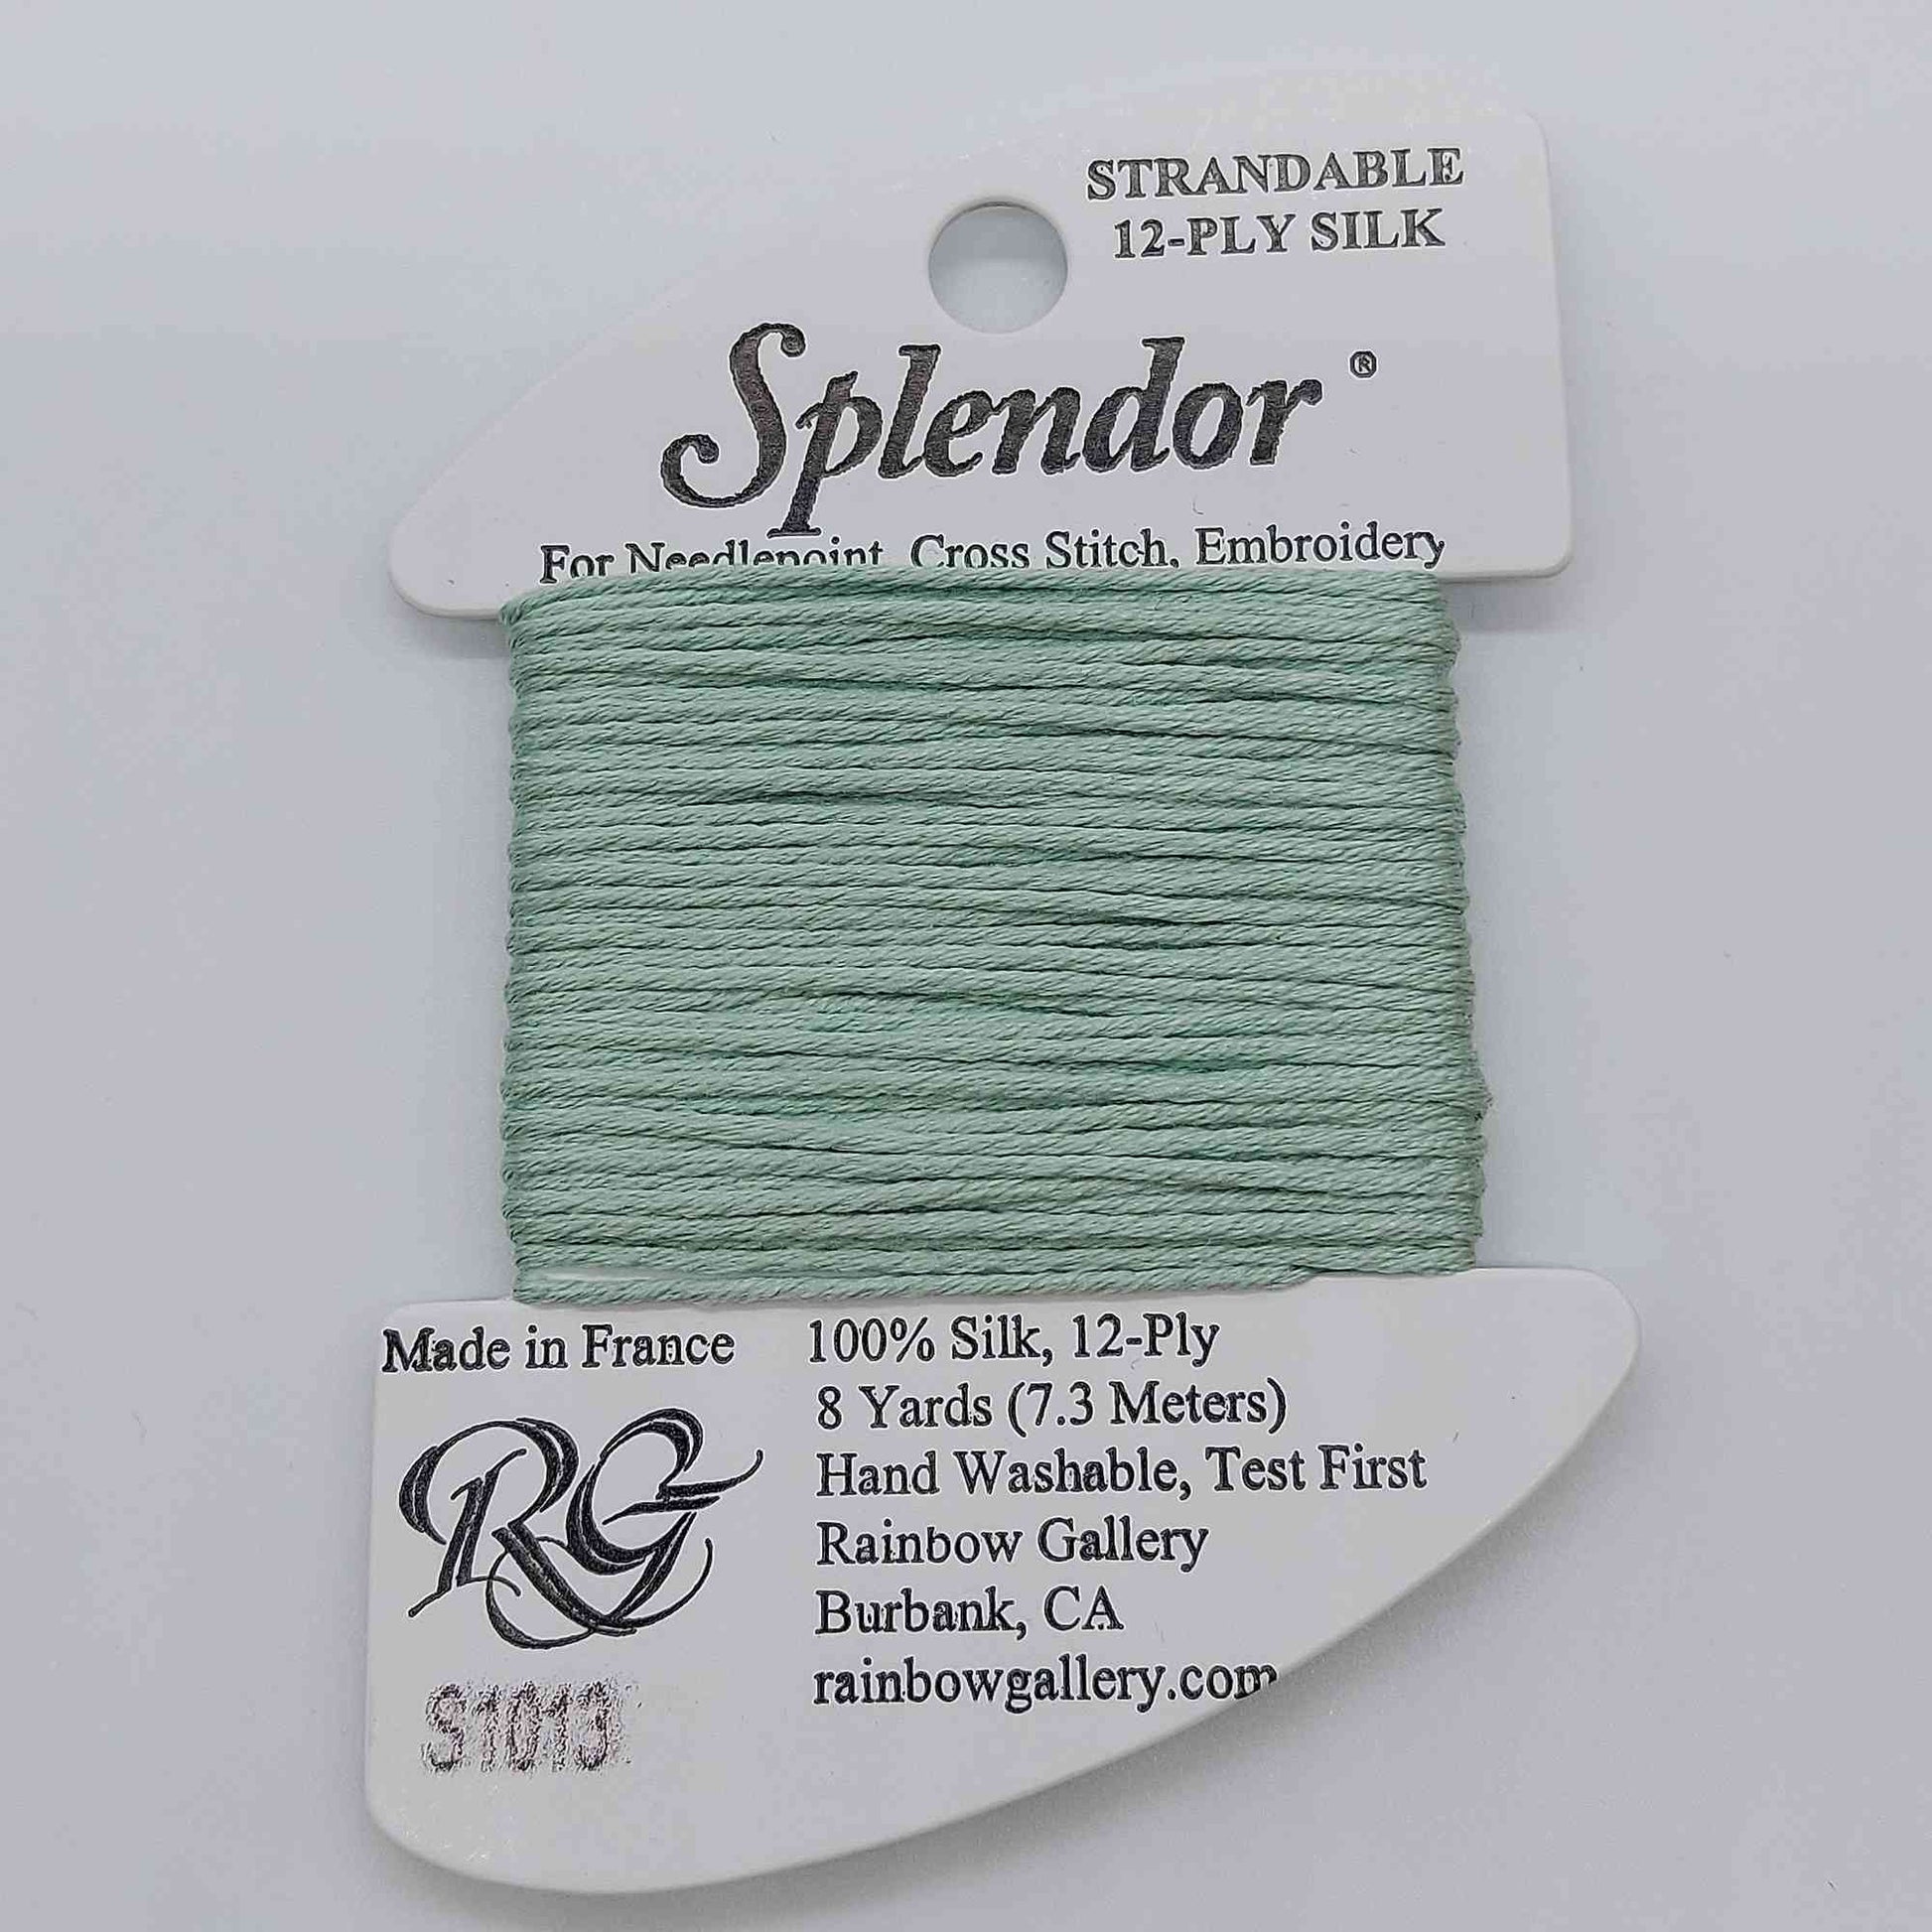 STRANDABLE
12-PLY SILK
Splendor®
For Needlepoint, Cross Stitch, Embroidery
Made in France
RG
S1013
100% Silk, 12-Ply
8 Yards (7.3 Meters)
Hand Washable, Test First
Rainbow Gallery
Burbank, CA
rainbowgallery.com